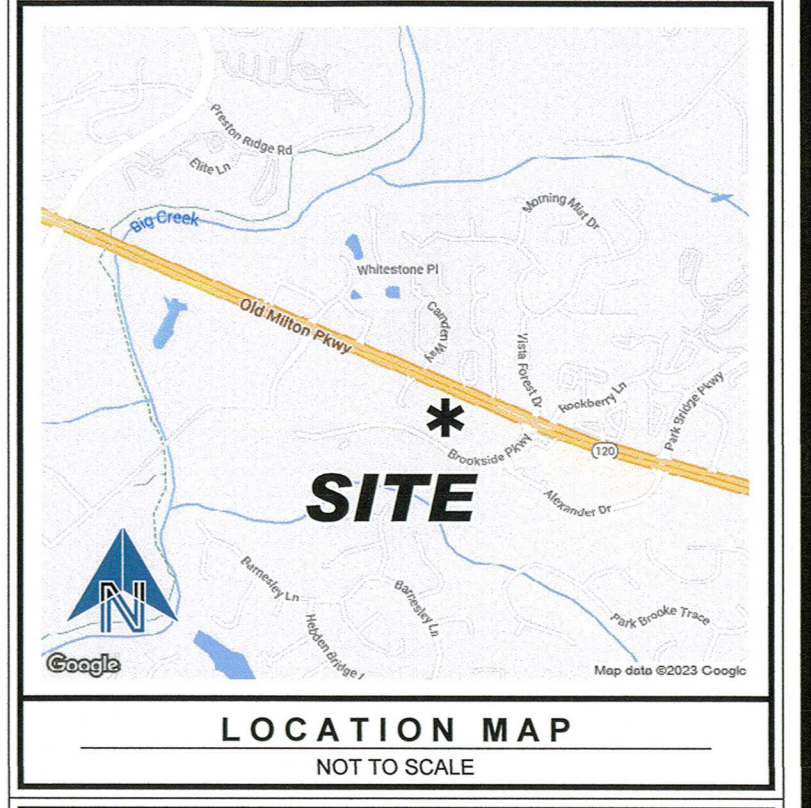 Preston Ridge Rd
Elite Ln
Big Creek
Morning Mist Dr
Whitestone Pl
Old Milton Pkwy
Camden Way
Vista Forest Dr
Rockberry Ln
Park Bridge Pkwy
*
Brookside Pkwy
120
SITE
Alexander Dr
N
Barnesley Ln
Barnesley Ln
Hebden Bridge
Park Brooke Trace
Google
Map data ©2023 Google
LOCATION MAP
NOT TO SCALE